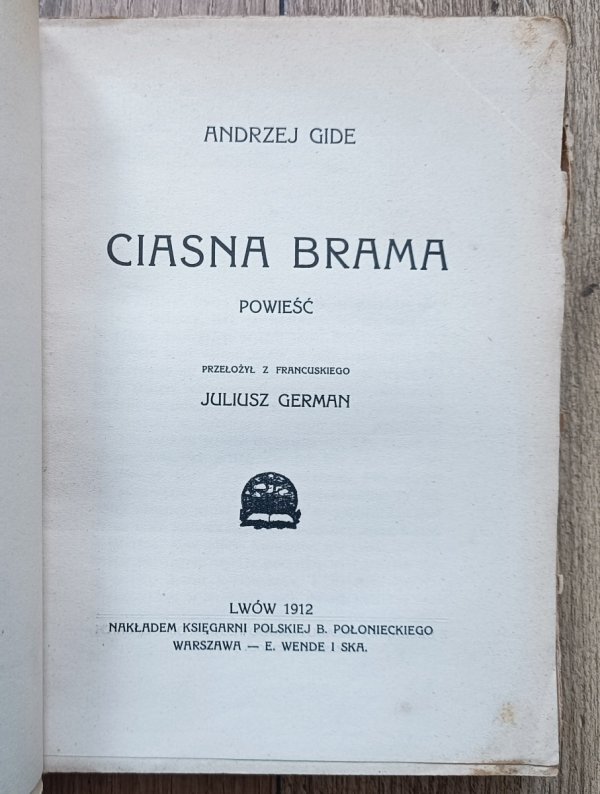 ANDRZEJ GIDE
CIASNA BRAMA
POWIEŚĆ
PRZEŁOŻYŁ Z FRANCUSKIEGO
JULIUSZ GERMAN
LWÓW 1912
NAKŁADEM KSIĘGARNI POLSKIEJ B. POŁONIECKIEGO
WARSZAWA — E. WENDE I SKA.